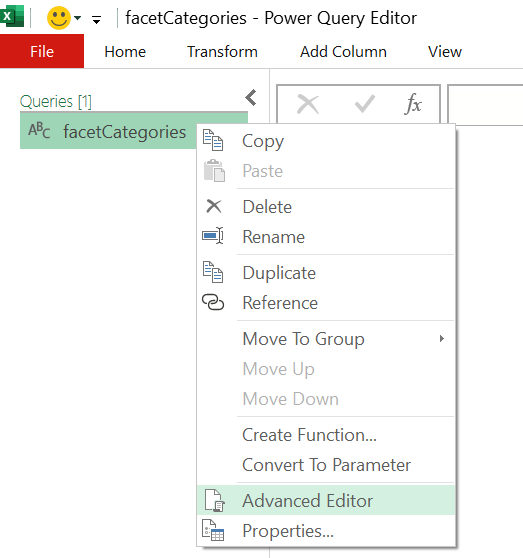 facetCategories - Power Query Editor
File Home Transform Add Column View
Queries [1]
fx
ABC facetCategories
Copy
Paste
Delete
Rename
Duplicate
Reference
Move To Group
Move Up
Move Down
Create Function...
Convert To Parameter
Advanced Editor
Properties...